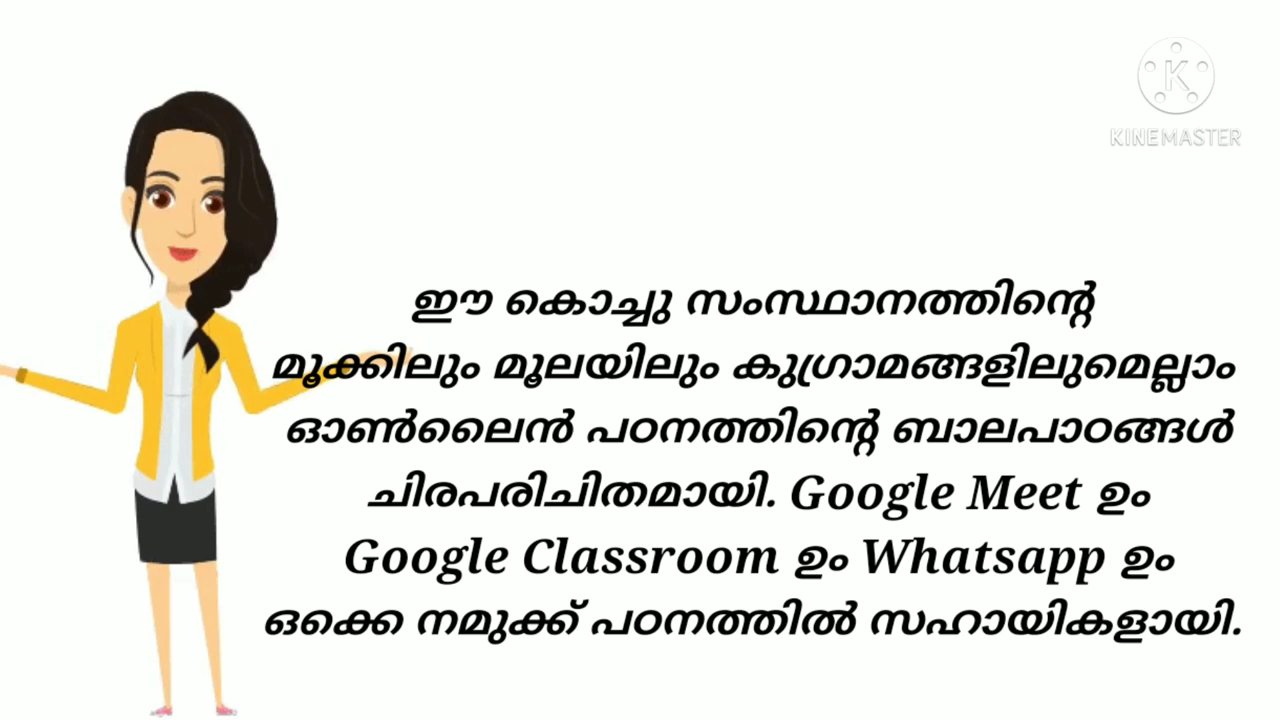 KINEMASTER
ഈ കൊച്ചു സംസ്ഥാനത്തിന്റെ
മൂക്കിലും മൂലയിലും കുഗ്രാമങ്ങളിലുമെല്ലാം
ഓൺലൈൻ പഠനത്തിന്റെ ബാലപാഠങ്ങൾ
ചിരപരിചിതമായി. Google Meet ഉം
Google Classroom ഉം Whatsapp ഉം
ഒക്കെ നമുക്ക് പഠനത്തിൽ സഹായികളായി.